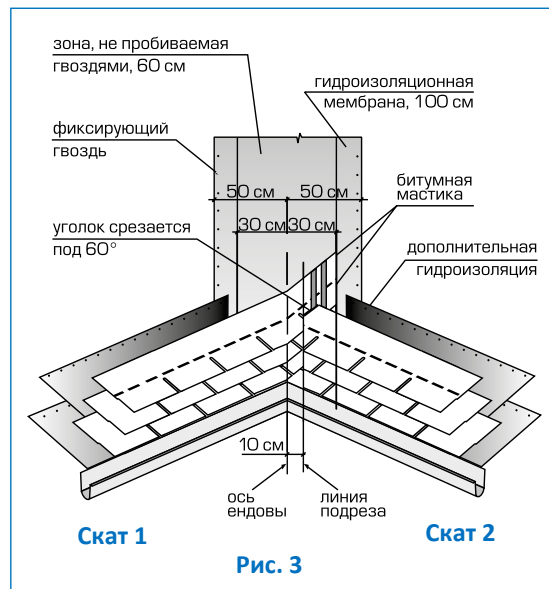 зона, не пробиваемая
гвоздями, 60 см
гидроизоляционная
мембрана, 100 см
фиксирующий
гвоздь
50 см
50 см
битумная
мастика
уголок срезается
под 60°
30 см
30 см
дополнительная
гидроизоляция
10 см
ось
ендовы
линия
подреза
Скат 1
Скат 2
Рис. 3